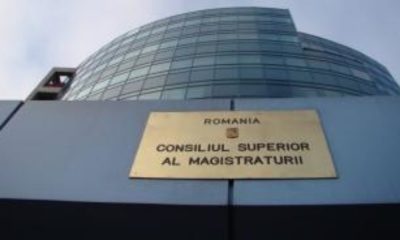 ROMANIA
CONSILIUL SUPERIOR
AL MAGISTRATURII